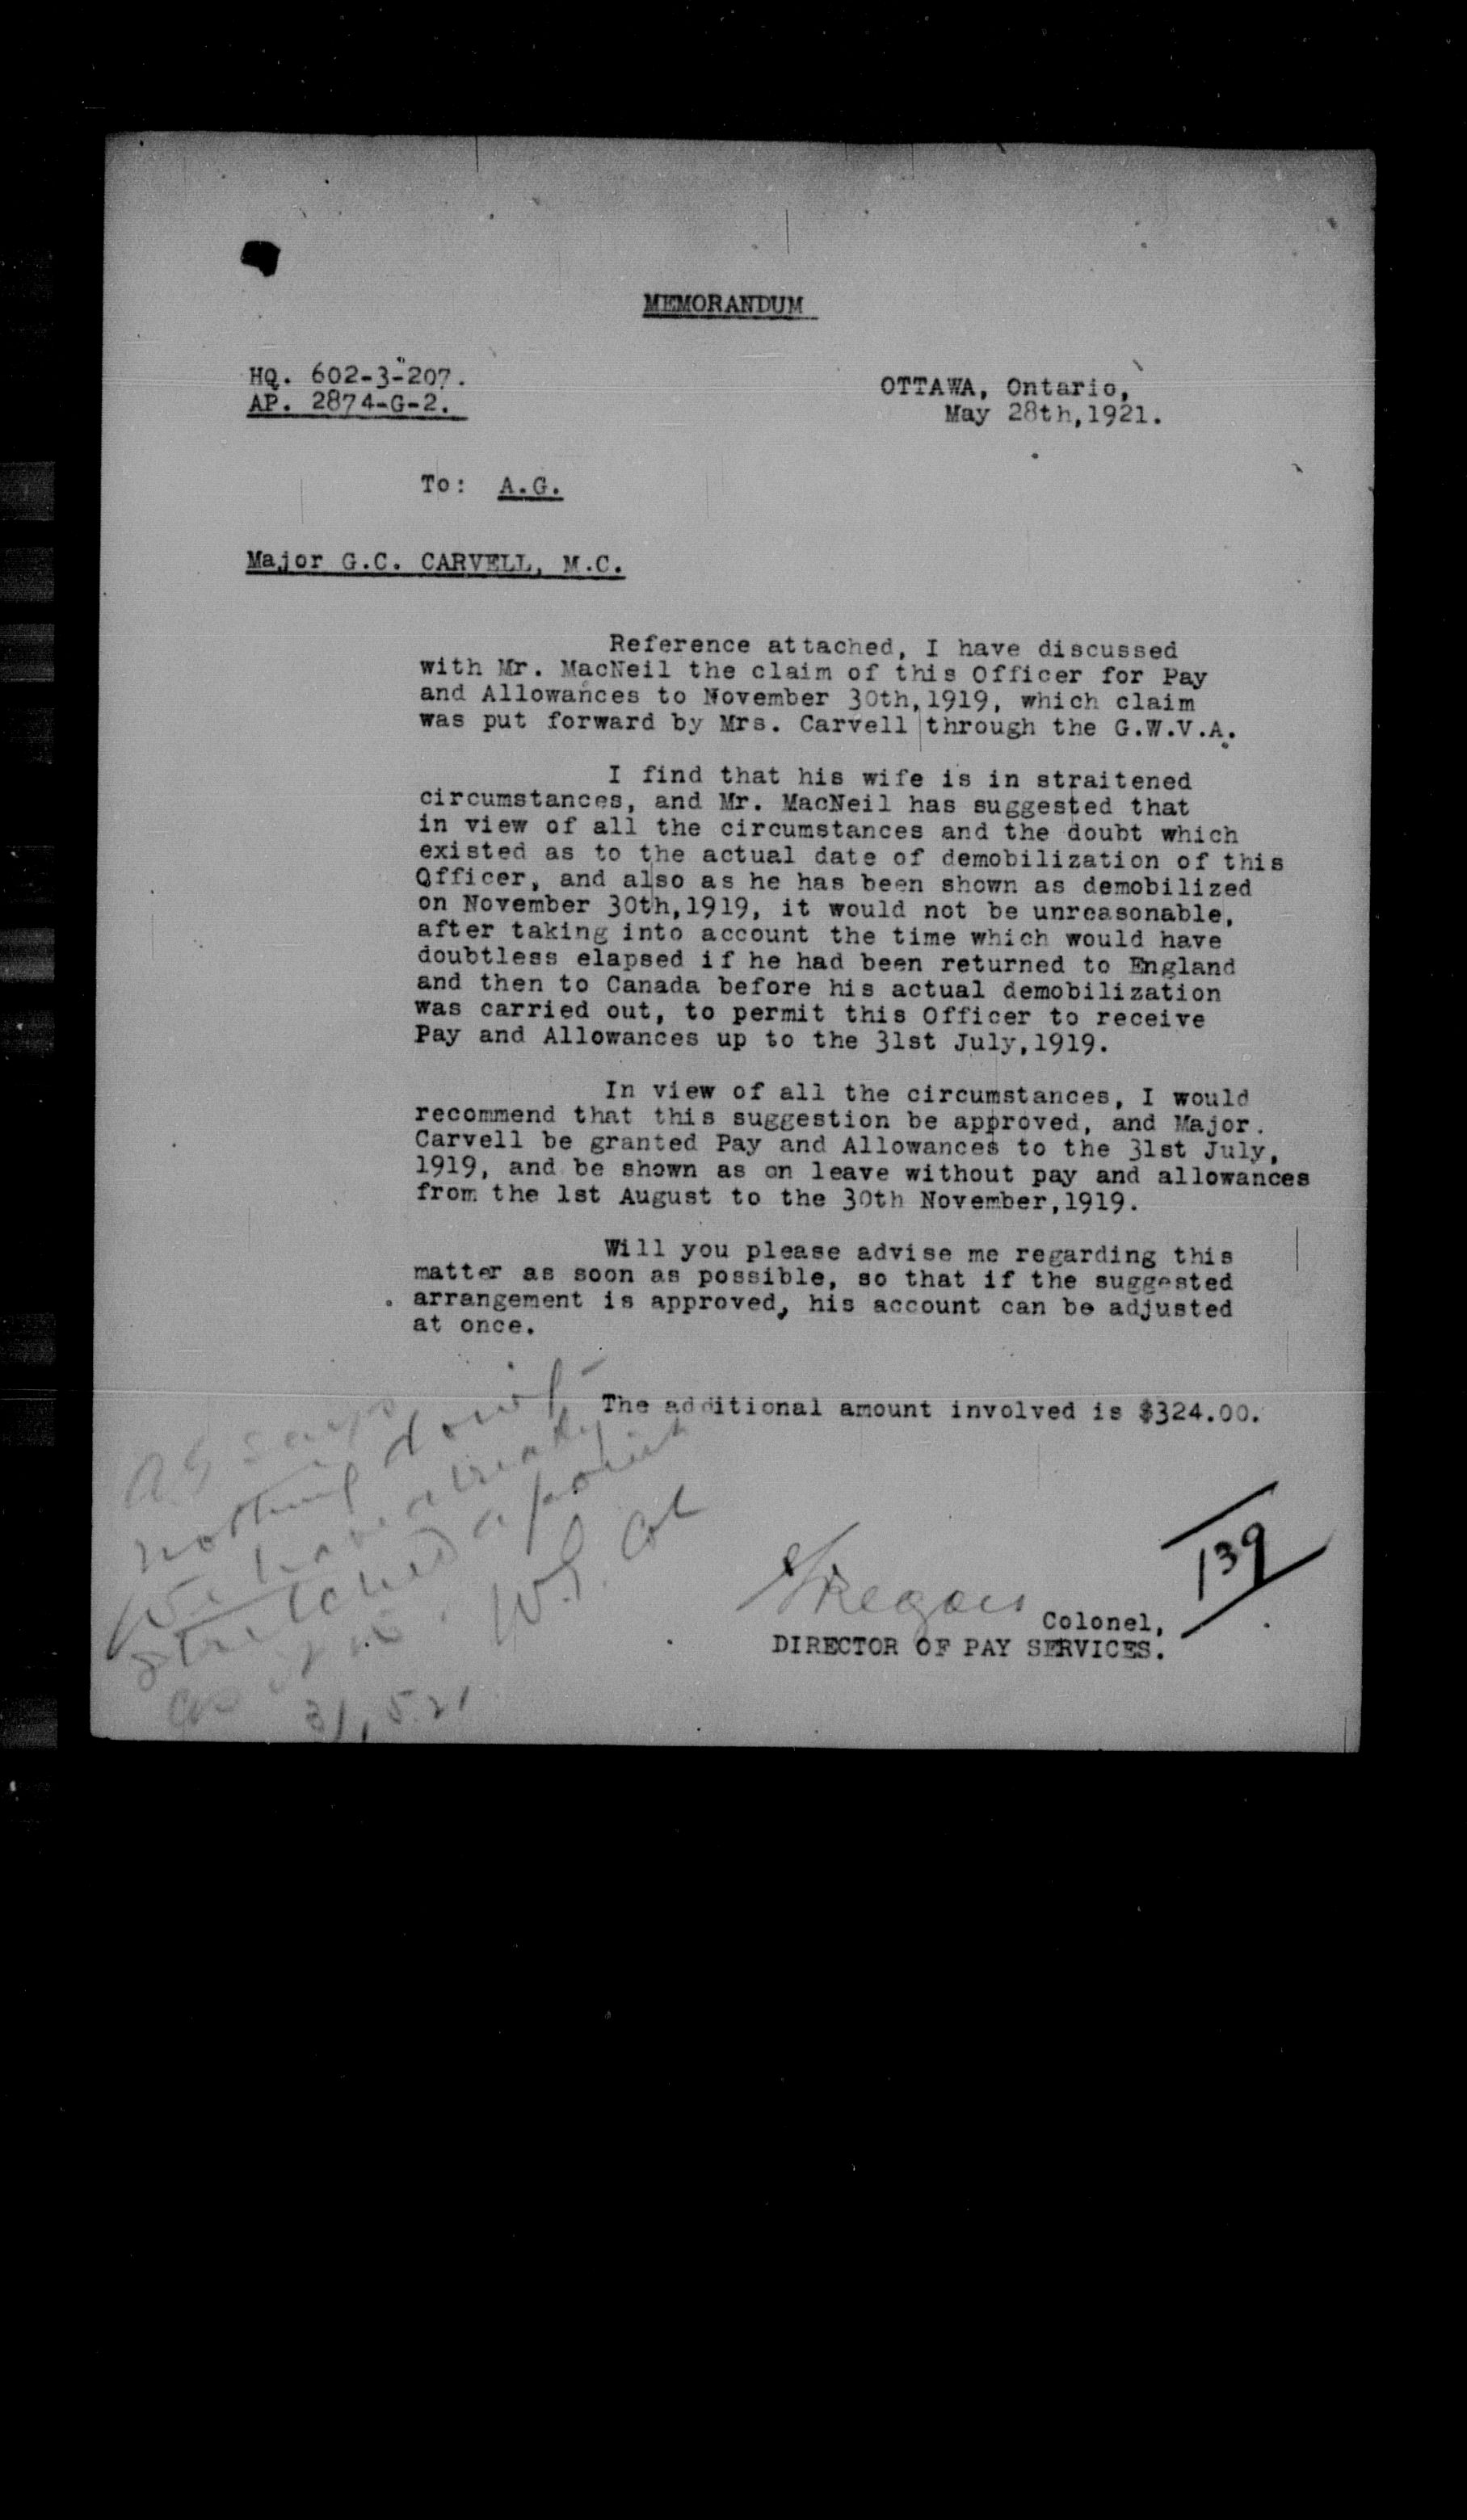 MEMORANDUM
HQ. 602-3-207.
AP. 2874-G-2.
OTTAWA, Ontario,
May 28th, 1921.
To: A.G.
Major G.C. CARVELL, M.C.
Reference attached, I have discussed
with Mr. MacNeil the claim of this Officer for Pay
and Allowances to November 30th, 1919, which claim
was put forward by Mrs. Carvell through the G.W.V.A.
I find that his wife is in straitened
circumstances, and Mr. MacNeil has suggested that
in view of all the circumstances and the doubt which
existed as to the actual date of demobilization of this
Officer, and also as he has been shown as demobilized
on November 30th, 1919, it would not be unreasonable,
after taking into account the time which would have
doubtless elapsed if he had been returned to England
and then to Canada before his actual demobilization
was carried out, to permit this Officer to receive
Pay and Allowances up to the 31st July, 1919.
In view of all the circumstances, I would
recommend that this suggestion be approved, and Major.
Carvell be granted Pay and Allowances to the 31st July,
1919, and be shown as on leave without pay and allowances
from the 1st August to the 30th November, 1919.
Will you please advise me regarding this
matter as soon as possible, so that if the suggested
arrangement is approved, his account can be adjusted
at once.
The additional amount involved is $324.00.
AG says
nothing doing
We have already
stretched a point
as it is.
31.5.21
139
Colonel,
DIRECTOR OF PAY SERVICES.